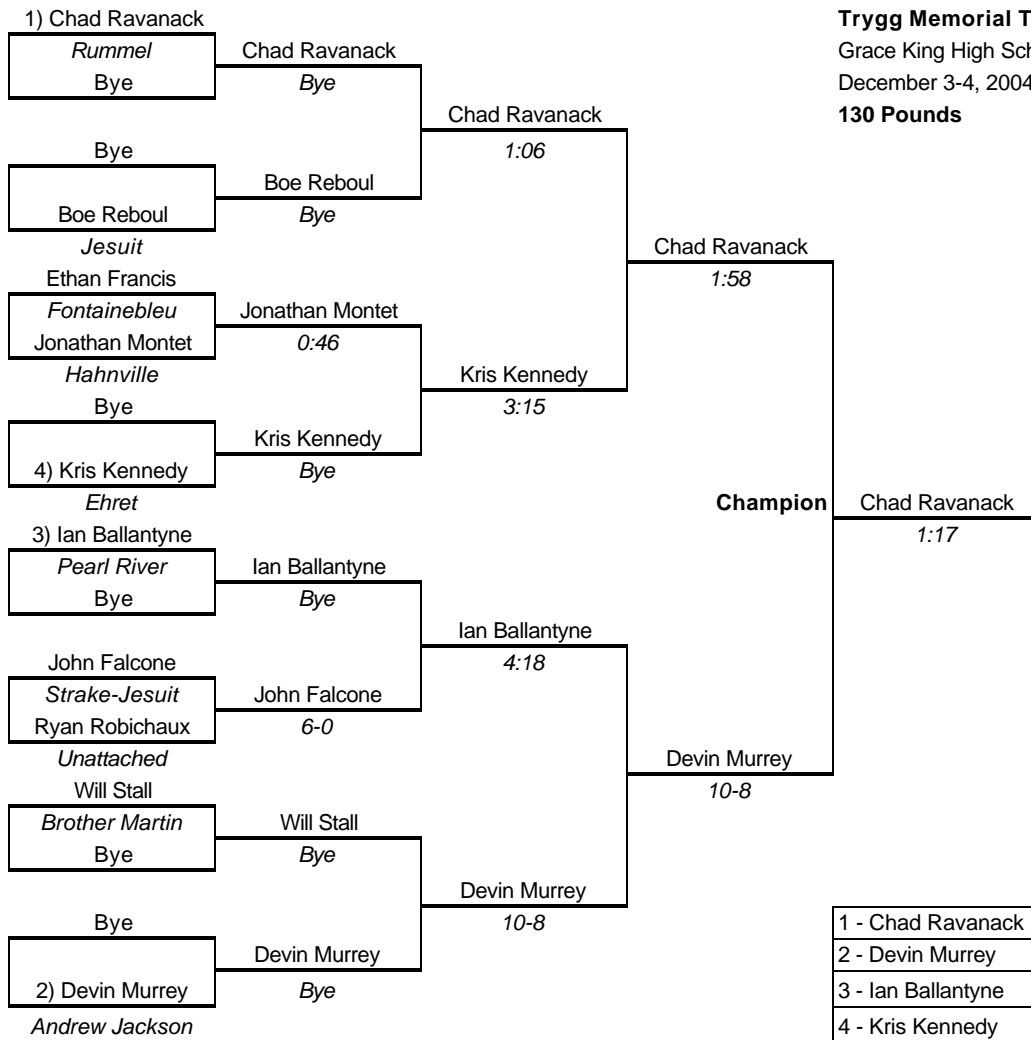 1) Chad Ravanack
Rummel
Bye
Bye
Boe Reboul
Jesuit
Ethan Francis
Fontainebleu
Jonathan Montet
Hahnville
Bye
4) Kris Kennedy
Ehret
3) Ian Ballantyne
Pearl River
Bye
John Falcone
Strake-Jesuit
Ryan Robichaux
Unattached
Will Stall
Brother Martin
Bye
Bye
2) Devin Murrey
Andrew Jackson
Chad Ravanack
Bye
Boe Reboul
Bye
Jonathan Montet
0:46
Kris Kennedy
Bye
Ian Ballantyne
Bye
John Falcone
6-0
Will Stall
Bye
Devin Murrey
Bye
Chad Ravanack
1:06
Kris Kennedy
3:15
Ian Ballantyne
4:18
Devin Murrey
10-8
Chad Ravanack
1:58
Devin Murrey
10-8
Champion
Chad Ravanack
1:17
Trygg Memorial T
Grace King High Sch
December 3-4, 2004
130 Pounds
1 - Chad Ravanack
2 - Devin Murrey
3 - Ian Ballantyne
4 - Kris Kennedy